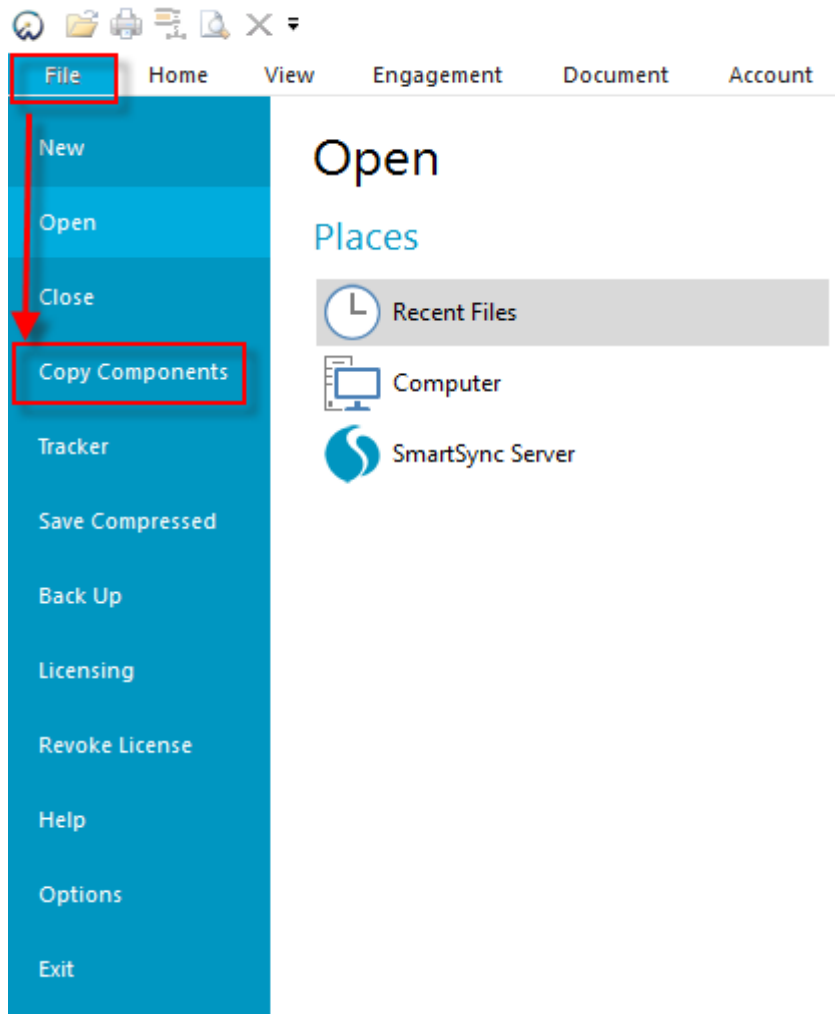 File Home View Engagement Document Account
New
Open
Close
Copy Components
Tracker
Save Compressed
Back Up
Licensing
Revoke License
Help
Options
Exit
Open
Places
Recent Files
Computer
SmartSync Server